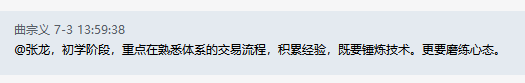 曲宗义 7-3 13:59:38
@张龙，初学阶段，重点在熟悉体系的交易流程，积累经验，既要锤炼技术。更要磨练心态。